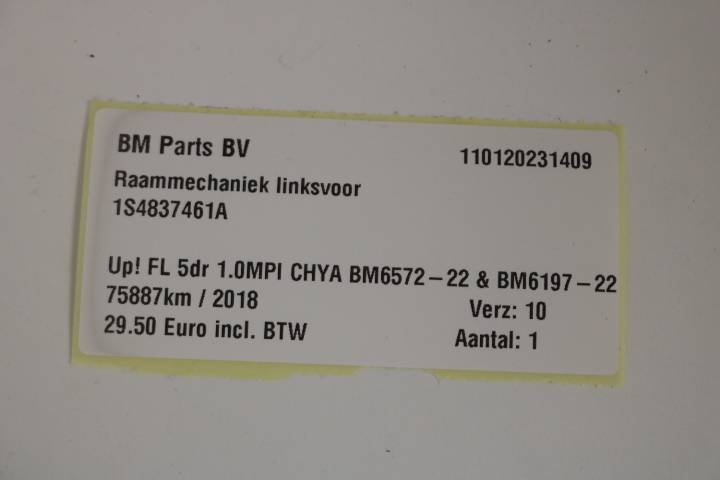 BM Parts BV 110120231409
Raammechaniek linksvoor
1S4837461A
Up! FL 5dr 1.0MPI CHYA BM6572-22 & BM6197-22
75887km / 2018 Verz: 10
29.50 Euro incl. BTW Aantal: 1